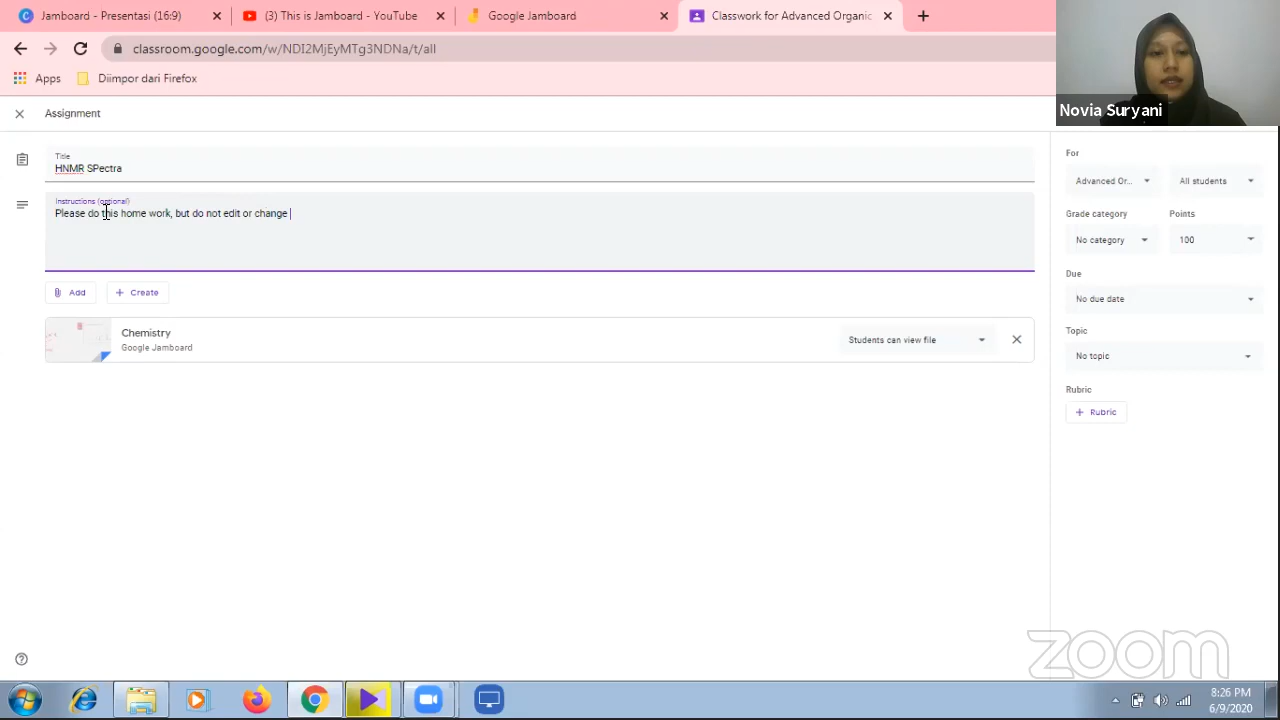 Jamboard - Presentasi (16:9)
(3) This is Jamboard - YouTube
Google Jamboard
Classwork for Advanced Organic
classroom.google.com/w/NDI2MjEyMTg3NDNa/t/all
Apps
Diimpor dari Firefox
Novia Suryani
Assignment
Title
HNMR SPectra
Instructions (optional)
Please do this home work, but do not edit or change
Add
Create
Chemistry
Google Jamboard
Students can view file
For
Advanced Or...
All students
Grade category
Points
No category
100
Due
No due date
Topic
No topic
Rubric
+ Rubric
zoom
8:26 PM
6/9/2020